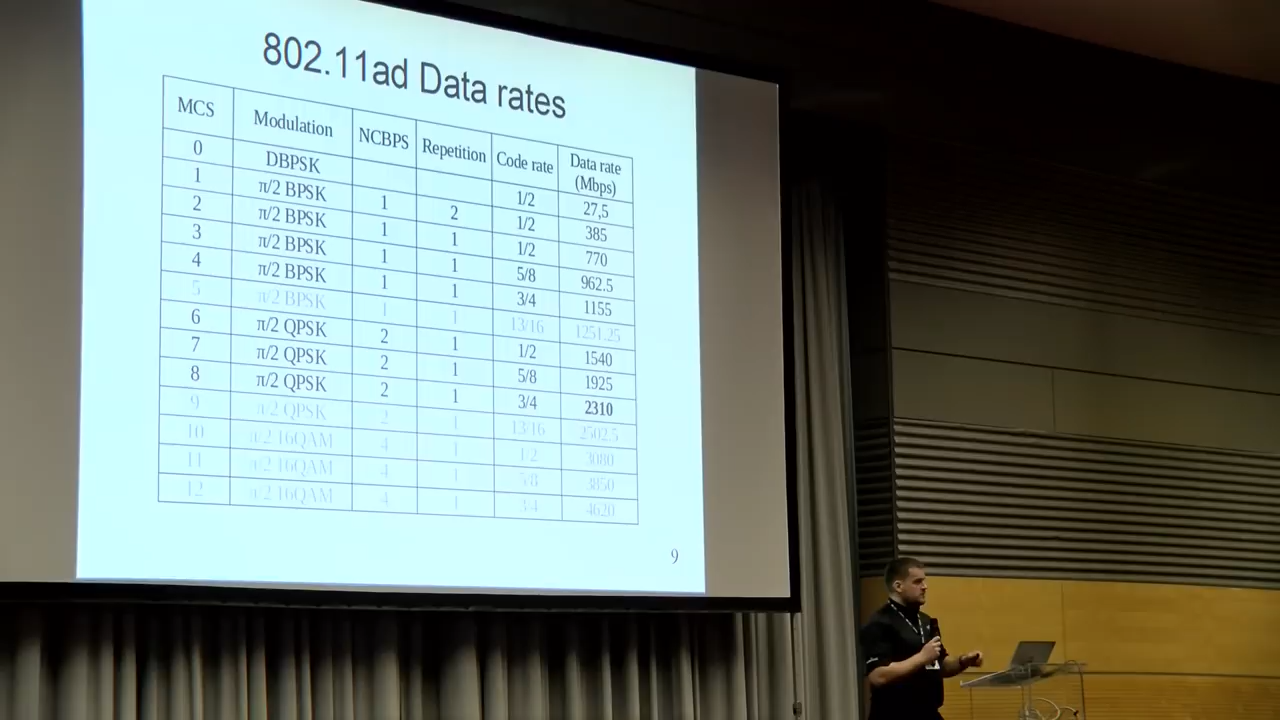 802.11ad Data rates
MCS Modulation NCBPS Repetition Code rate Data rate (Mbps)
0 DBPSK 1/2 27,5
1 π/2 BPSK 1 2 1/2 385
2 π/2 BPSK 1 1 1/2 770
3 π/2 BPSK 1 1 5/8 962.5
4 π/2 BPSK 1 1 3/4 1155
5 π/2 BPSK 1 1 13/16 1251.25
6 π/2 QPSK 2 1 1/2 1540
7 π/2 QPSK 2 1 5/8 1925
8 π/2 QPSK 2 1 3/4 2310
9 π/2 QPSK 2 1 13/16 2502.5
10 π/2 16QAM 4 1 1/2 3080
11 π/2 16QAM 4 1 5/8 3850
12 π/2 16QAM 4 1 3/4 4620
9